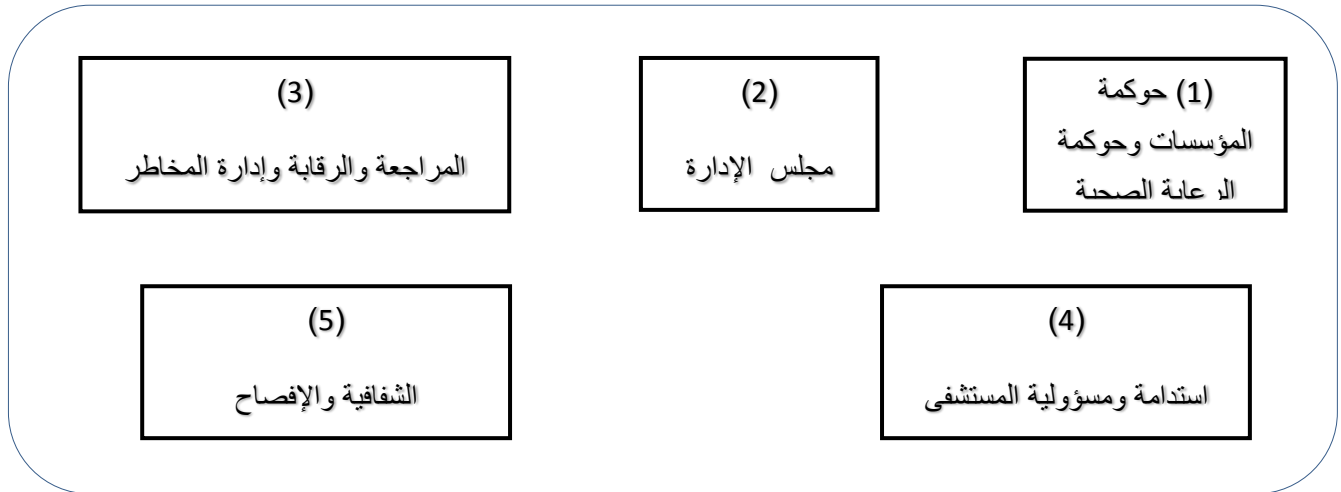 (1) حوكمة
المؤسسات وحوكمة
الرعاية الصحية
(2)
مجلس الإدارة
(3)
المراجعة والرقابة وإدارة المخاطر
(4)
استدامة ومسؤولية المستشفى
(5)
الشفافية والإفصاح